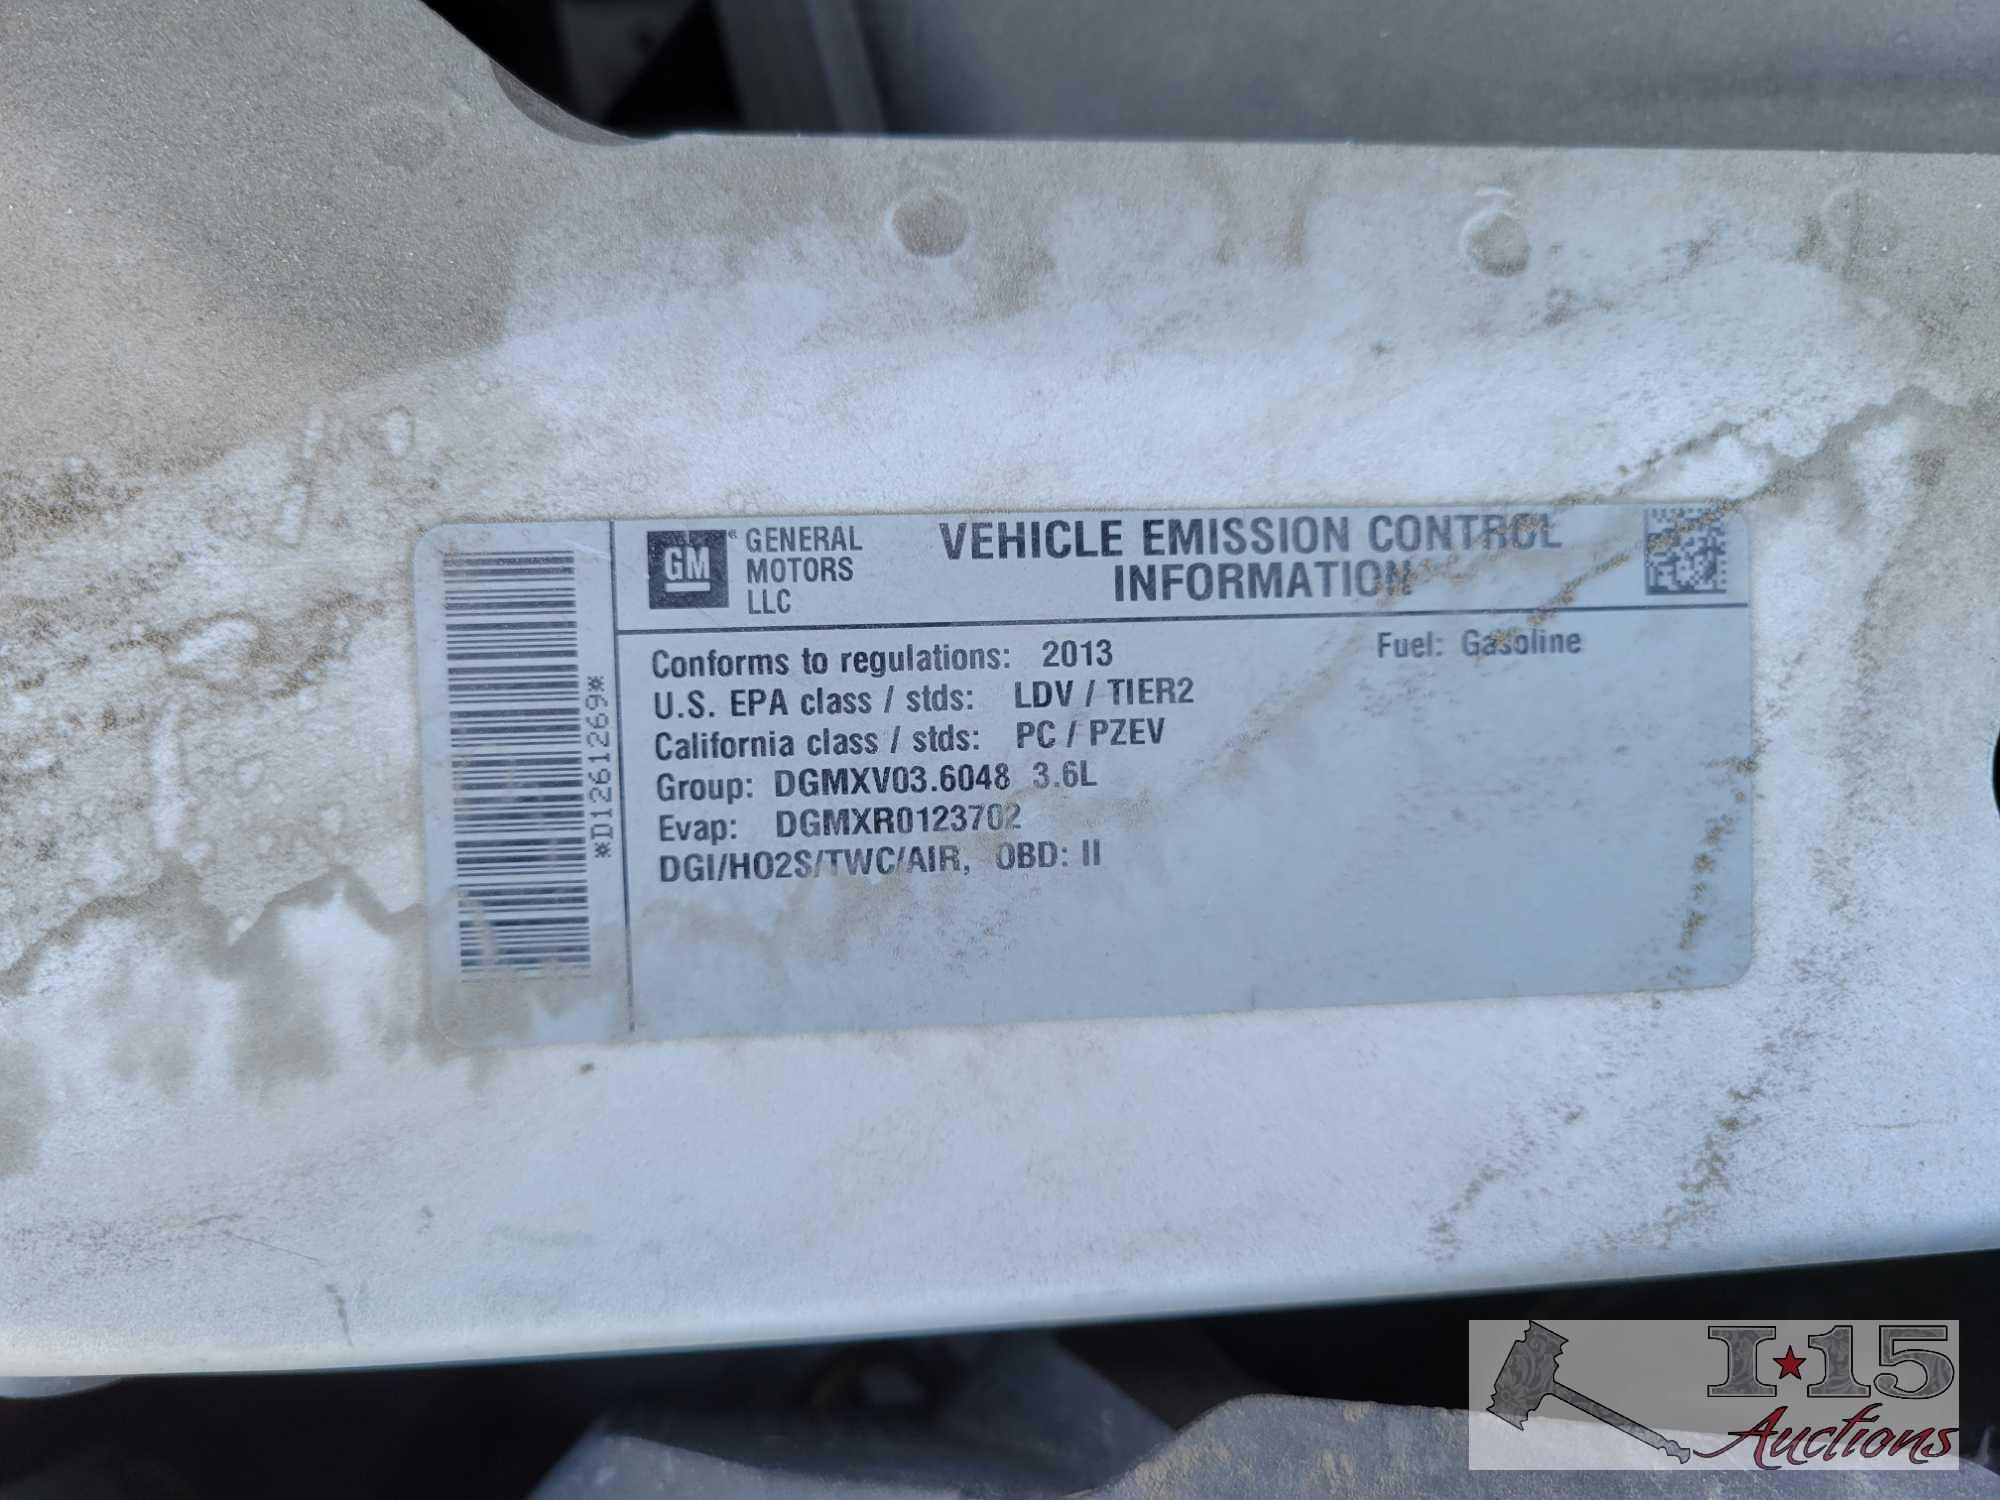 GM
GENERAL
MOTORS
LLC
VEHICLE EMISSION CONTROL
INFORMATION
Conforms to regulations: 2013
Fuel: Gasoline
U.S. EPA class / stds: LDV / TIER2
California class / stds: PC / PZEV
Group: DGMXV03.6048 3.6L
Evap: DGMXR0123702
DGI/HO2S/TWC/AIR, OBD: II
*D1261269*
I★15
Auctions